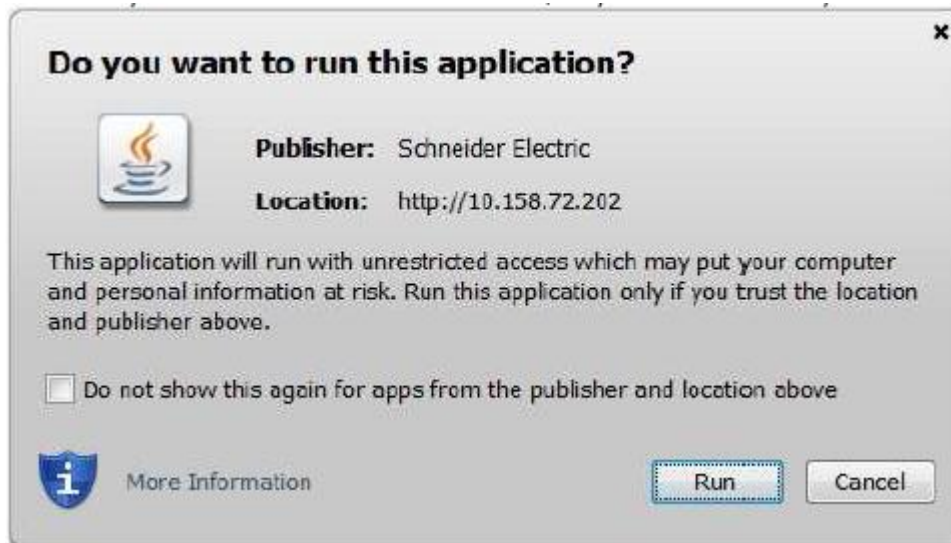 Do you want to run this application?
Publisher: Schneider Electric
Location: http://10.158.72.202
This application will run with unrestricted access which may put your computer
and personal information at risk. Run this application only if you trust the location
and publisher above.
Do not show this again for apps from the publisher and location above
More Information
Run
Cancel